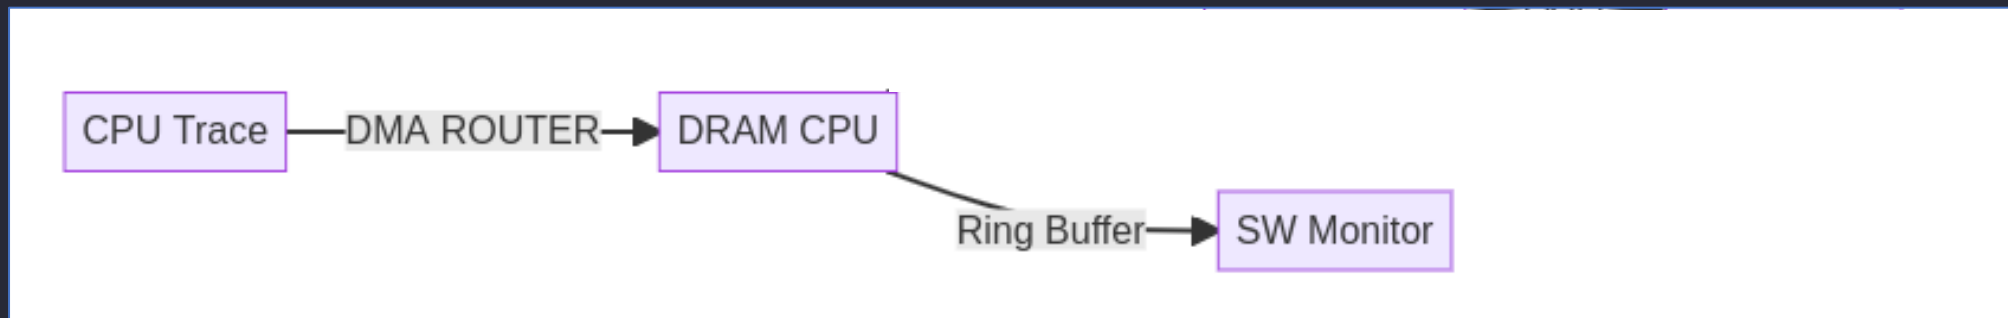 CPU Trace
DMA ROUTER
DRAM CPU
Ring Buffer
SW Monitor